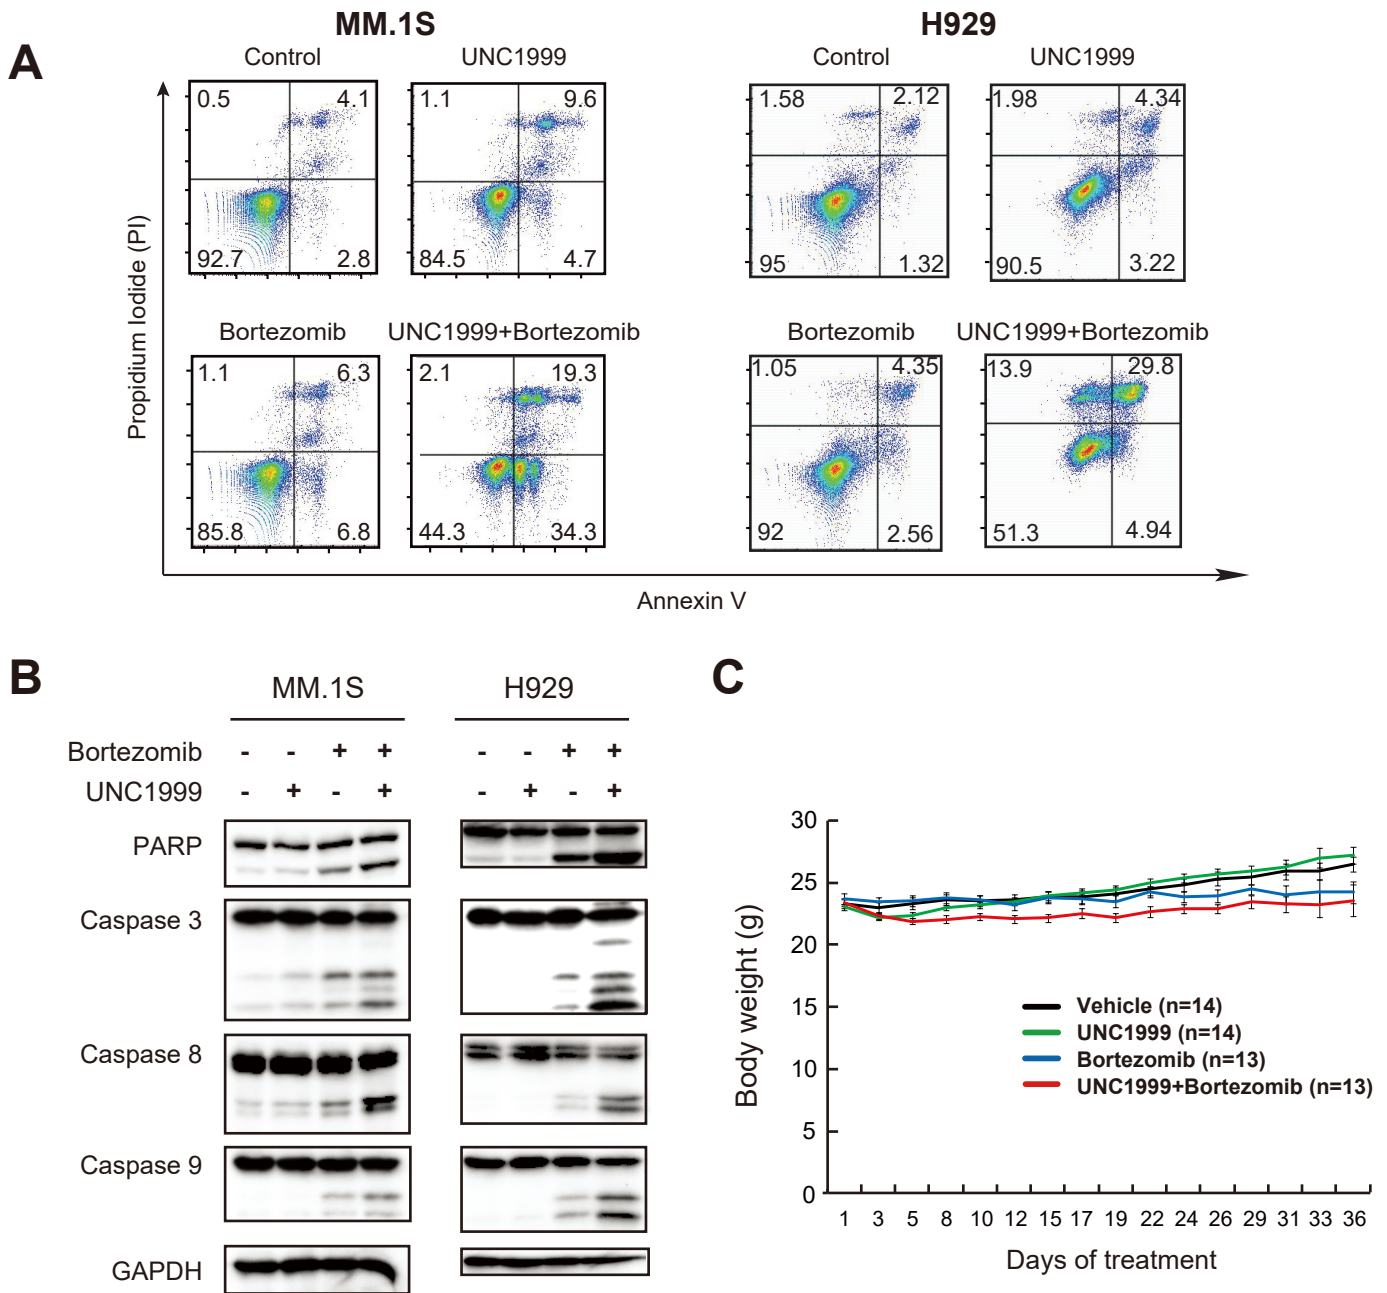 MM.1S
H929
A
Control
UNC1999
Control
UNC1999
0.5
4.1
1.1
9.6
1.58
2.12
1.98
4.34
92.7
2.8
84.5
4.7
95
1.32
90.5
3.22
Bortezomib
UNC1999+Bortezomib
Bortezomib
UNC1999+Bortezomib
1.1
6.3
2.1
19.3
1.05
4.35
13.9
29.8
85.8
6.8
44.3
34.3
92
2.56
51.3
4.94
Propidium Iodide (PI)
Annexin V
B
MM.1S
H929
Bortezomib - - + + - - + +
UNC1999 - + - + - + - +
PARP
Caspase 3
Caspase 8
Caspase 9
GAPDH
C
30
25
20
15
10
5
0
Body weight (g)
Vehicle (n=14)
UNC1999 (n=14)
Bortezomib (n=13)
UNC1999+Bortezomib (n=13)
1 3 5 8 10 12 15 17 19 22 24 26 29 31 33 36
Days of treatment